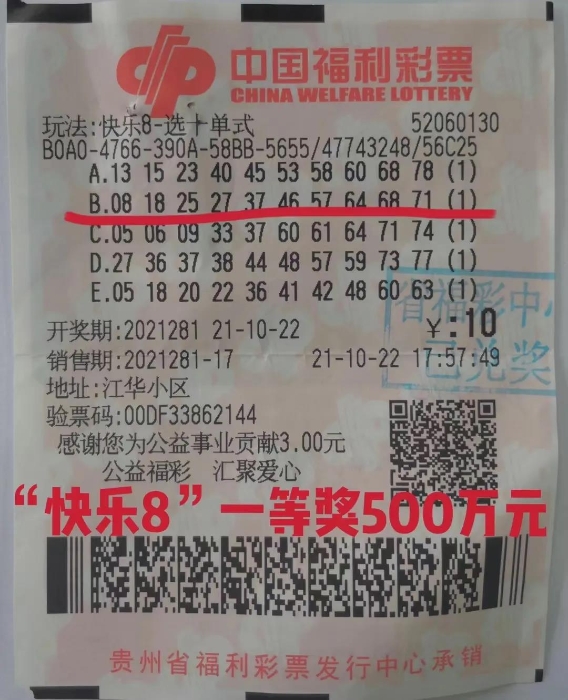 中国福利彩票
CHINA WELFARE LOTTERY
玩法:快乐8-选十单式 52060130
B0A0-4766-390A-58BB-5655/47743248/56C25
A.13 15 23 40 45 53 58 60 68 78 (1)
B.08 18 25 27 37 46 57 64 68 71 (1)
C.05 06 09 33 37 60 61 64 71 74 (1)
D.27 36 37 38 44 48 57 59 73 77 (1)
E.05 18 20 22 36 41 42 48 60 63 (1)
省福彩中心
已兑奖
开奖期:2021281 21-10-22 ¥:10
销售期:2021281-17 21-10-22 17:57:49
地址:江华小区
验票码:00DF33862144
感谢您为公益事业贡献3.00元
公益福彩 汇聚爱心
“快乐8”一等奖500万元
贵州省福利彩票发行中心承销